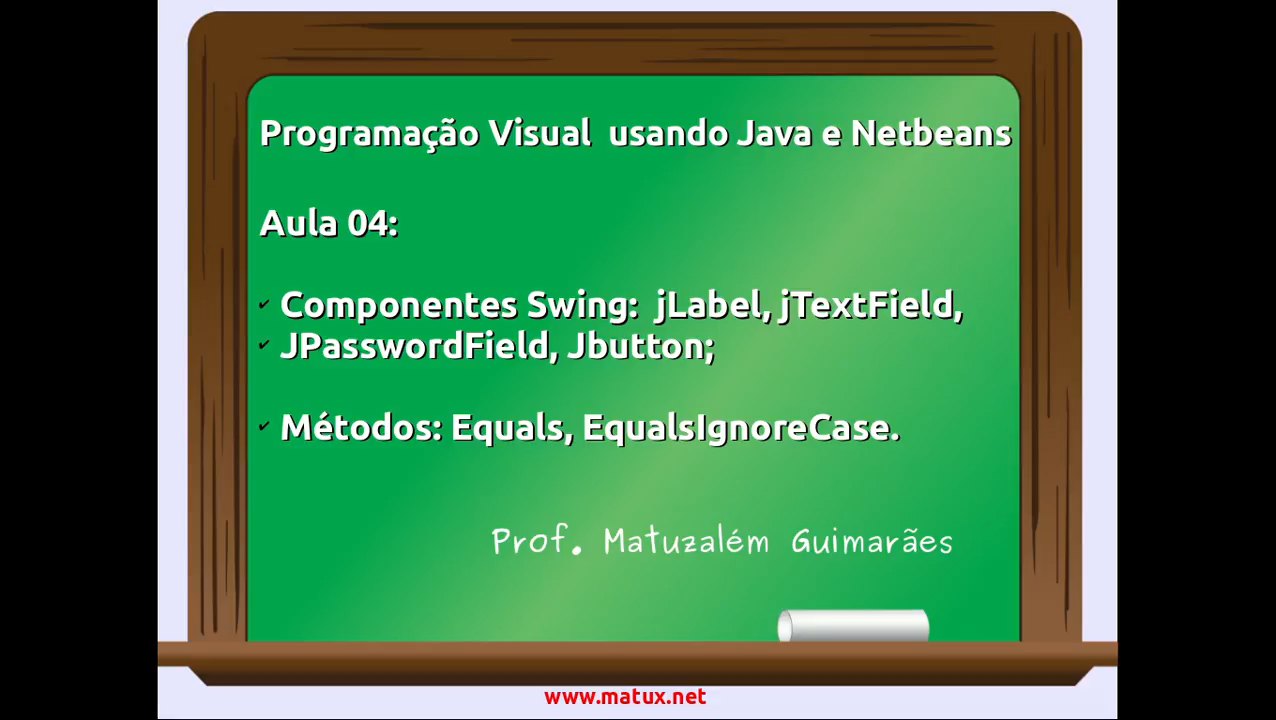 Programação Visual usando Java e Netbeans
Aula 04:
✓ Componentes Swing: jLabel, jTextField,
✓ JPasswordField, Jbutton;
✓ Métodos: Equals, EqualsIgnoreCase.
Prof. Matuzalém Guimarães
www.matux.net